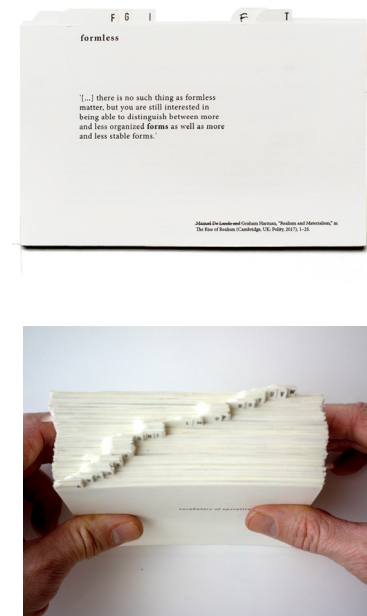 F G I F T
formless
'[...] there is no such thing as formless
matter, but you are still interested in
being able to distinguish between more
and less organized forms as well as more
and less stable forms.'
Manuel De Landa and Graham Harman, "Realism and Materialism," in
The Rise of Realism (Cambridge, UK: Polity, 2017), 1–25.
vocabulary of